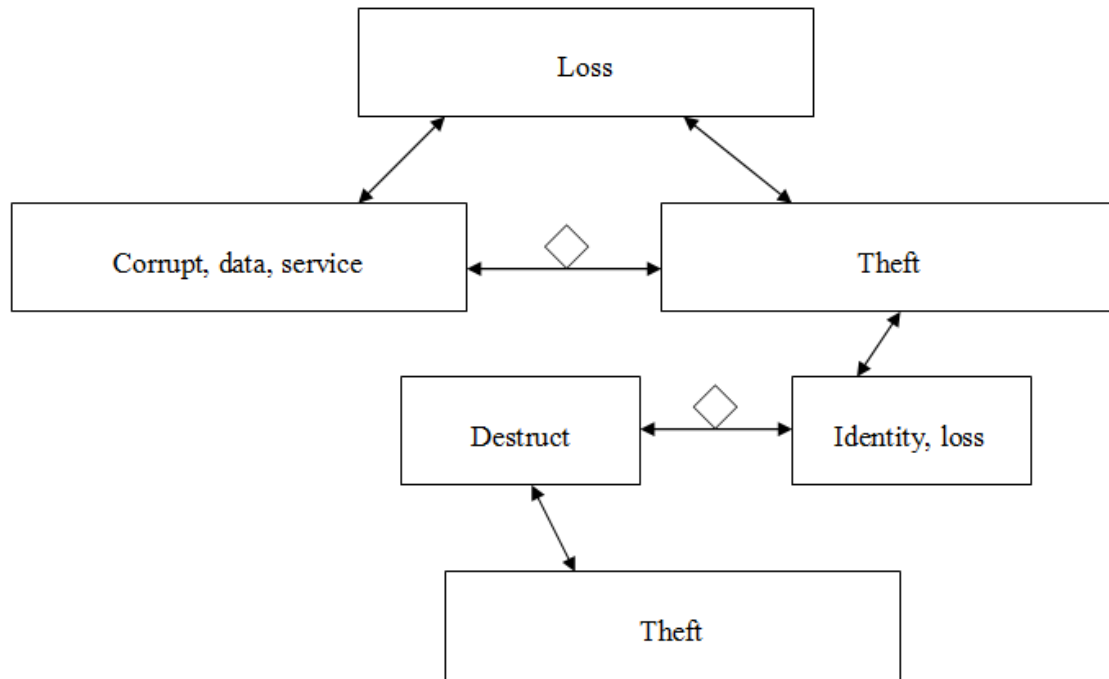 Loss
Corrupt, data, service
Theft
Destruct
Identity, loss
Theft